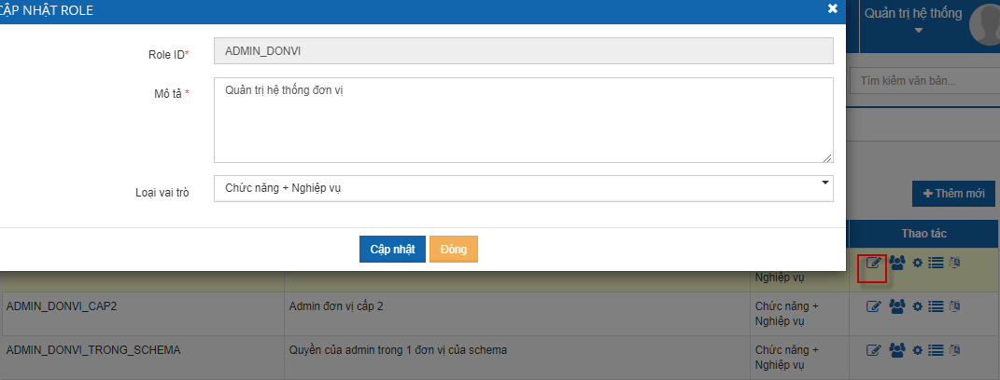 CẬP NHẬT ROLE
Quản trị hệ thống
Role ID*
ADMIN_DONVI
Mô tả *
Quản trị hệ thống đơn vị
Tìm kiếm văn bản...
Loại vai trò
Chức năng + Nghiệp vụ
Thêm mới
Thao tác
Cập nhật
Đóng
Nghiệp vụ
ADMIN_DONVI_CAP2
Admin đơn vị cấp 2
Chức năng +
Nghiệp vụ
ADMIN_DONVI_TRONG_SCHEMA
Quyền của admin trong 1 đơn vị của schema
Chức năng +
Nghiệp vụ